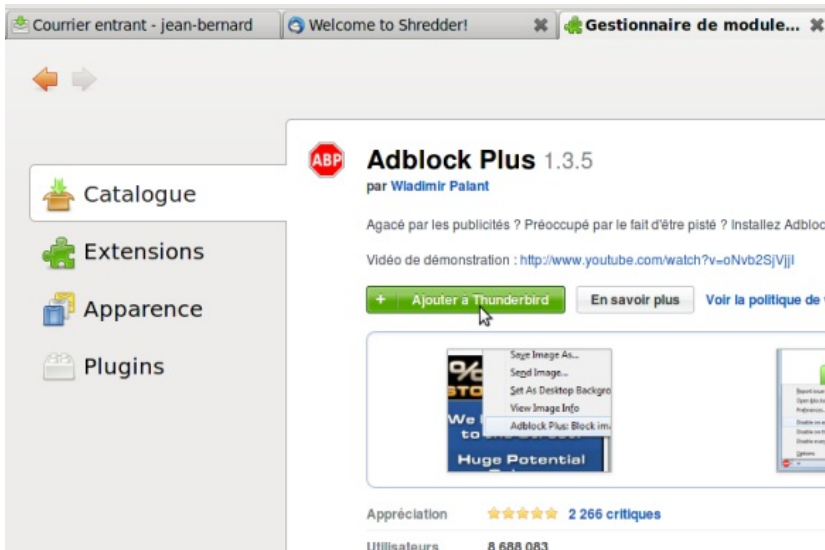 Courrier entrant - jean-bernard
Welcome to Shredder!
Gestionnaire de module...
ABP
Adblock Plus 1.3.5
par Wladimir Palant
Catalogue
Agacé par les publicités ? Préoccupé par le fait d'être pisté ? Installez Adbloc
Extensions
Vidéo de démonstration : http://www.youtube.com/watch?v=oNvb2SjVjjI
+ Ajouter à Thunderbird
En savoir plus
Voir la politique de
Apparence
Plugins
%
STO
Save Image As...
Send Image...
Set As Desktop Backgro
View Image Info
Adblock Plus: Block im
We
to
Huge Potential
Appréciation
2 266 critiques
Utilisateurs
8 688 083